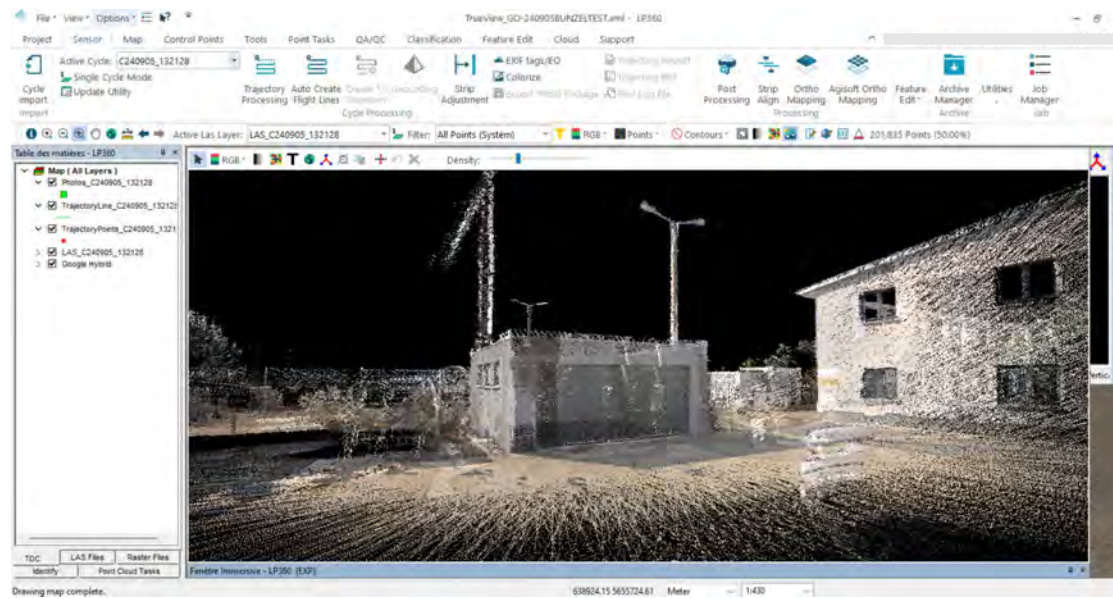 File View Options TrueView_GO-240905BUNZELTEST.eml - LP360
Project Sensor Map Control Points Tools Point Tasks QA/QC Classification Feature Edit Cloud Support
Cycle Import
Active Cycle: C240905_132128
Single Cycle Mode
Update Utility
Trajectory Processing
Auto Create Flight Lines
Strip Adjustment
EXIF tags/EO
Colorize
Post Processing
Strip Align
Ortho Mapping
Agisoft Ortho Mapping
Feature Edit
Archive Manager
Utilities
Job Manager
Import Cycle Processing Processing Archive Job
Active Las Layer: LAS_C240905_132128 Filter: All Points (System) RGB Points Contours 201,835 Points (50.00%)
Table des matières - LP360
RGB Density:
Map ( All Layers )
Photos_C240905_132128
TrajectoryLine_C240905_132128
TrajectoryPoints_C240905_1321
LAS_C240905_132128
Google Hybrid
TOC LAS Files Raster Files
Identify Point Cloud Tasks
Fenêtre Immersive - LP360 (EXP)
Drawing map complete. 638924.15 5655724.61 Meter 1:430